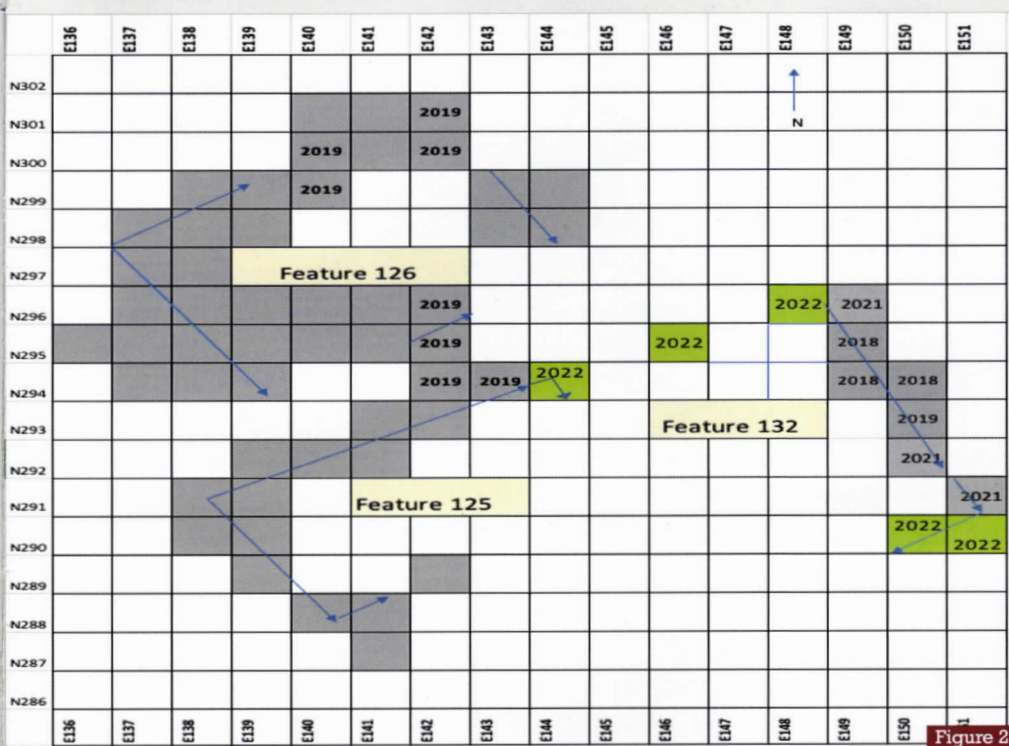 E136 E137 E138 E139 E140 E141 E142 E143 E144 E145 E146 E147 E148 E149 E150 E151
N302
N
N301 2019
N300 2019 2019
N299 2019
N298
N297 Feature 126
N296 2019 2022 2021
N295 2019 2022 2018
N294 2019 2019 2022 2018 2018
N293 Feature 132 2019
N292 2021
N291 Feature 125 2021
N290 2022 2022
N289
N288
N287
N286
E136 E137 E138 E139 E140 E141 E142 E143 E144 E145 E146 E147 E148 E149 E150 51
Figure 2